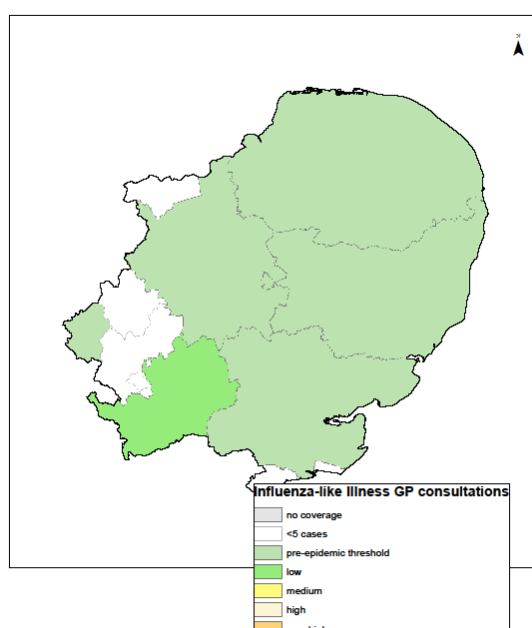 N
Influenza-like Illness GP consultations
no coverage
<5 cases
pre-epidemic threshold
low
medium
high